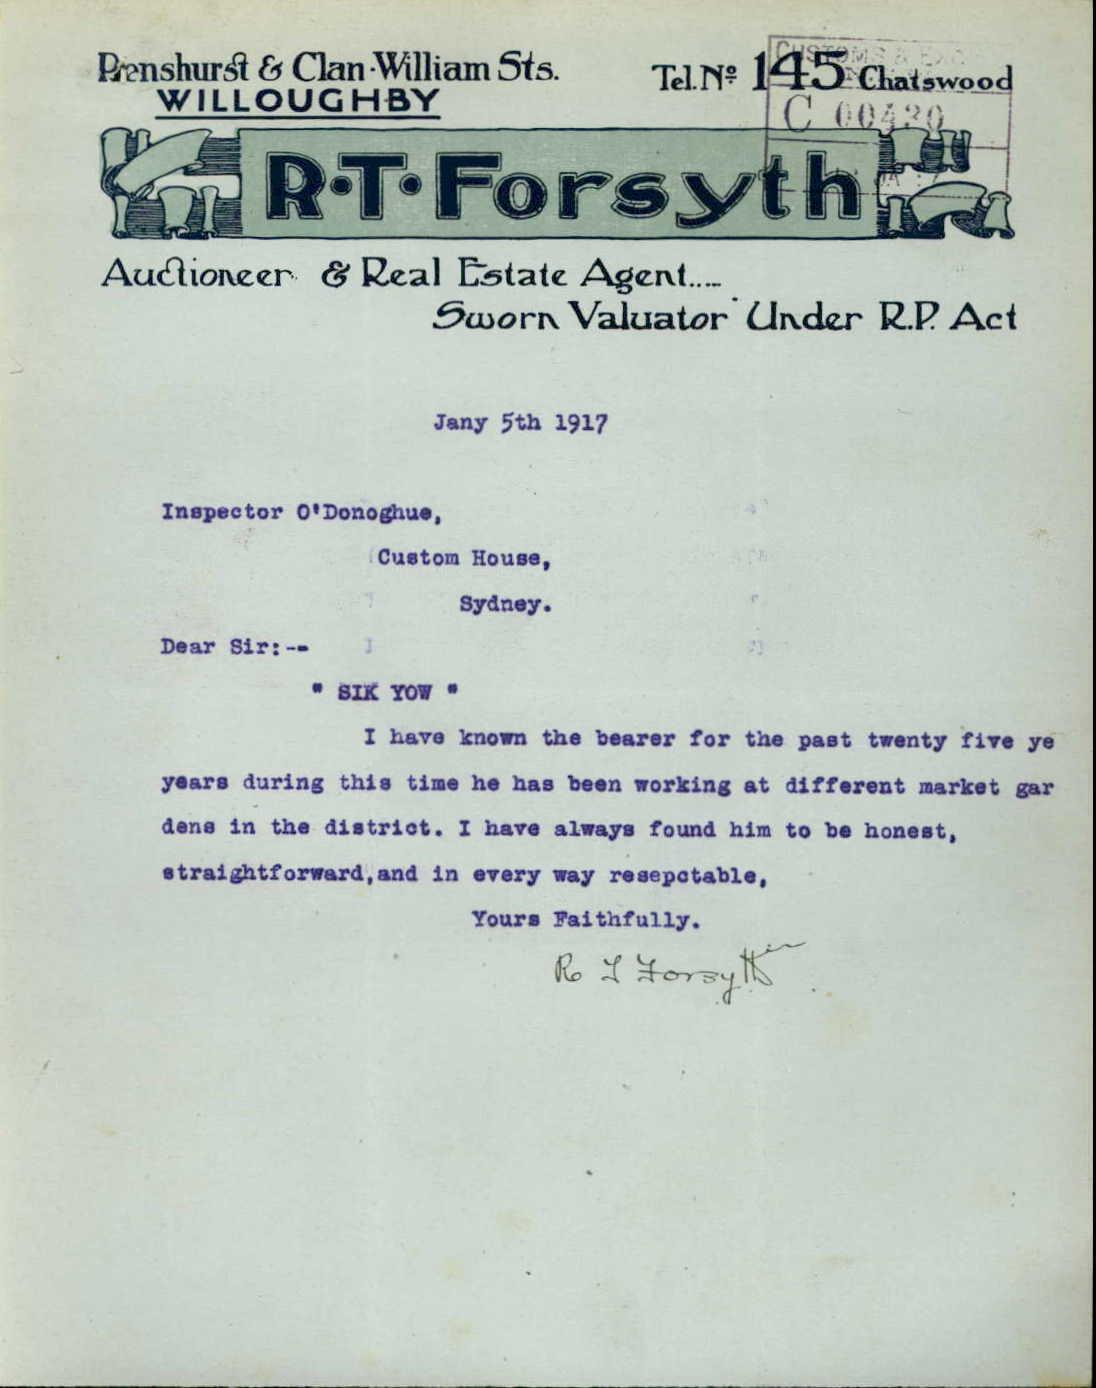 Penshurst & Clan-William Sts.
WILLOUGHBY
Tel. Nº 145 Chatswood
CUSTOMS & EXC
C 00420
R·T·Forsyth
Auctioneer & Real Estate Agent....
Sworn Valuator Under R.P. Act
Jany 5th 1917
Inspector O'Donoghue,
Custom House,
Sydney.
Dear Sir:--
" SIK YOW "
I have known the bearer for the past twenty five ye
years during this time he has been working at different market gar
dens in the district. I have always found him to be honest,
straightforward,and in every way resepctable,
Yours Faithfully.
R T Forsyth